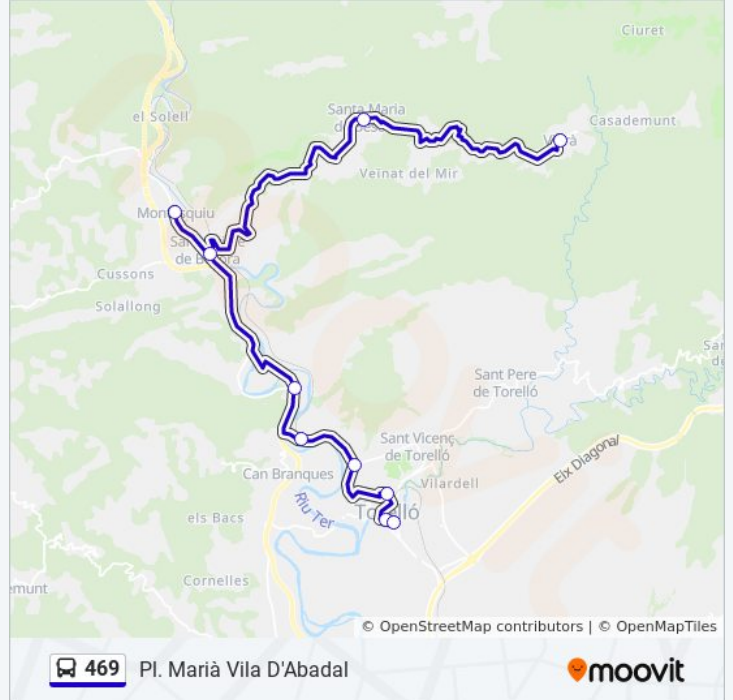 Ciuret
el Solell
Santa Maria
Casademunt
Veïnat del Mir
Cussons
Solallong
Sant Pere
de Torelló
Sant Vicenç
de Torelló
Eix Diagonal
Can Branques
Vilardell
Riu Ter
els Bacs
Cornelles
© OpenStreetMap contributors | © OpenMapTiles
469 Pl. Marià Vila D'Abadal
moovit